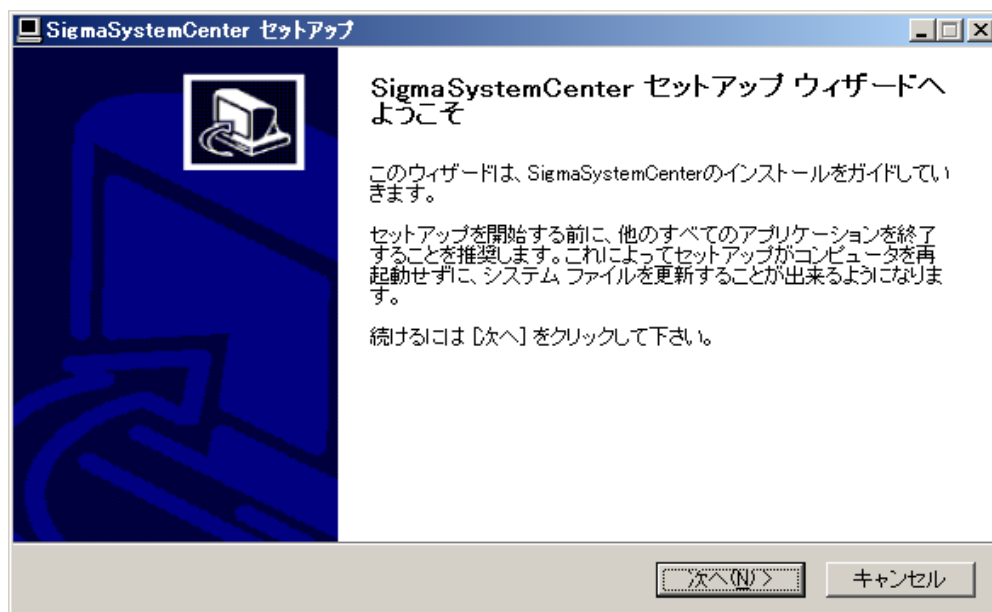 SigmaSystemCenter セットアップ
SigmaSystemCenter セットアップ ウィザードへ
ようこそ
このウィザードは、SigmaSystemCenterのインストールをガイドしてい
きます。
セットアップを開始する前に、他のすべてのアプリケーションを終了
することを推奨します。これによってセットアップがコンピュータを再
起動せずに、システム ファイルを更新することが出来るようになりま
す。
続けるには [次へ] をクリックして下さい。
次へ(N) >
キャンセル